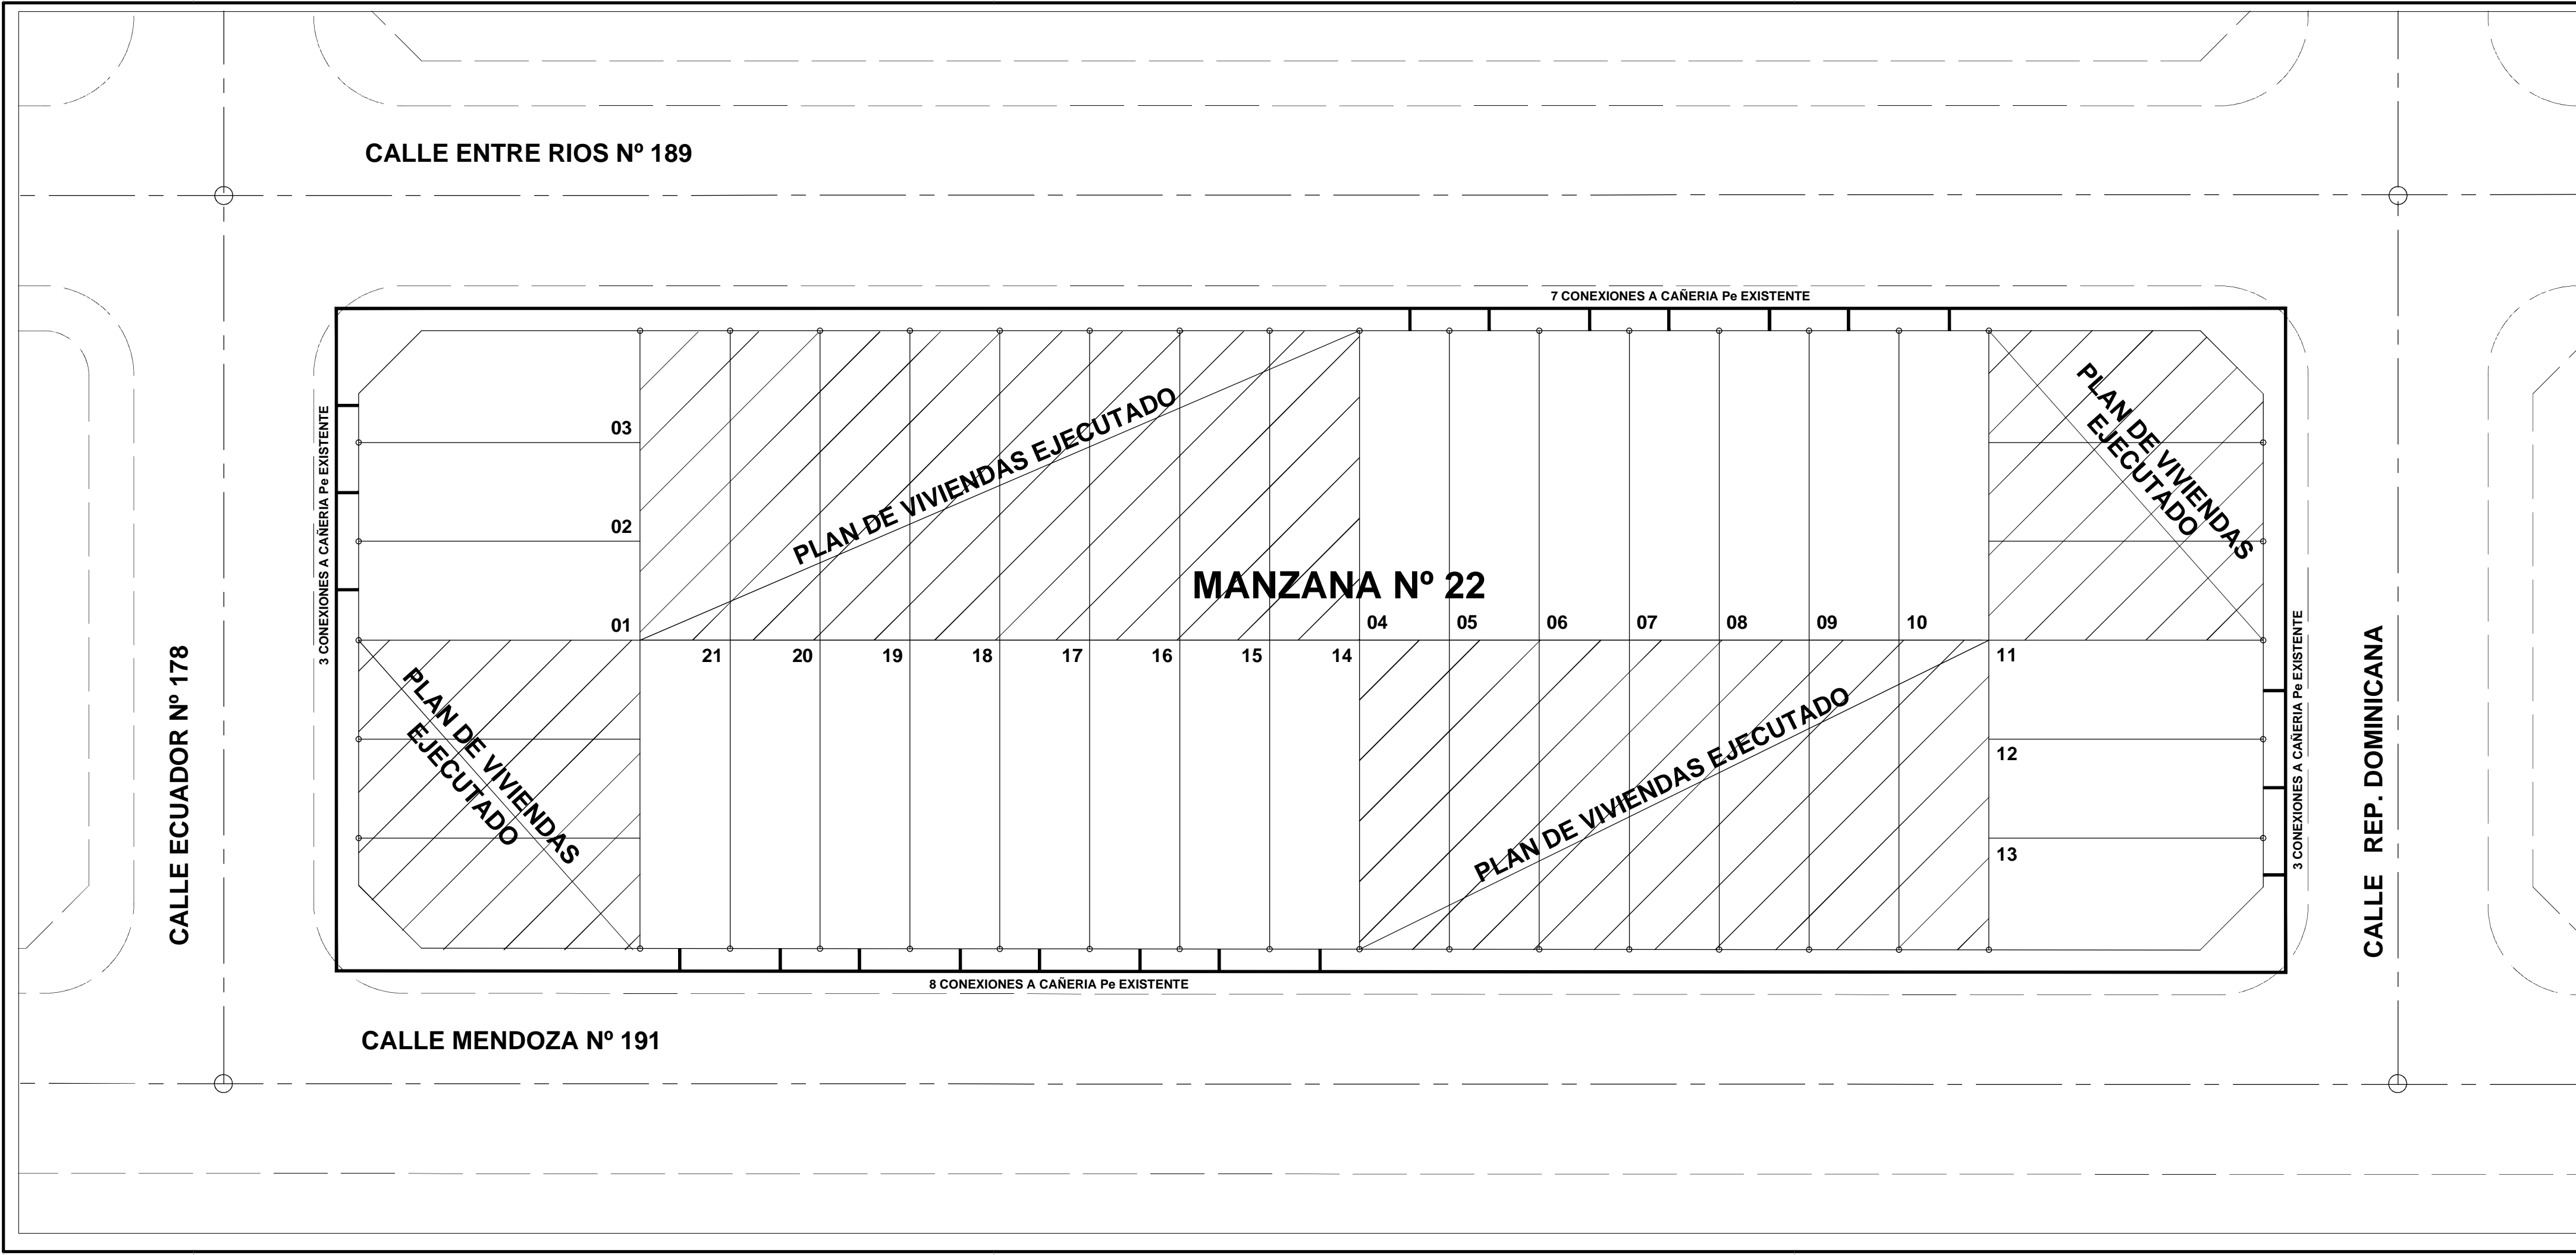 CALLE ENTRE RIOS Nº 189
7 CONEXIONES A CAÑERIA Pe EXISTENTE
3 CONEXIONES A CAÑERIA Pe EXISTENTE
03
02
01
PLAN DE VIVIENDAS EJECUTADO
PLAN DE VIVIENDAS
EJECUTADO
MANZANA Nº 22
04 05 06 07 08 09 10
21 20 19 18 17 16 15 14
11
12
13
PLAN DE VIVIENDAS
EJECUTADO
PLAN DE VIVIENDAS EJECUTADO
3 CONEXIONES A CAÑERIA Pe EXISTENTE
CALLE ECUADOR Nº 178
CALLE REP. DOMINICANA
8 CONEXIONES A CAÑERIA Pe EXISTENTE
CALLE MENDOZA Nº 191